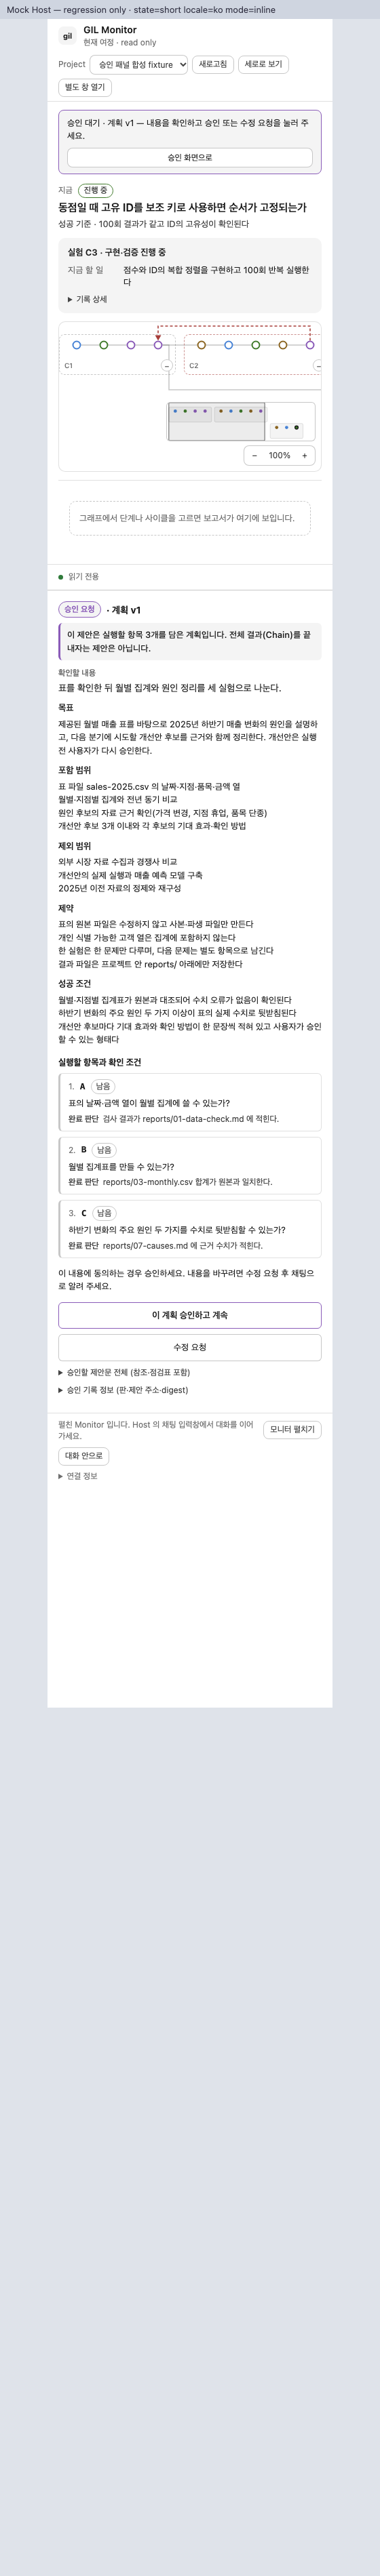 Mock Host — regression only · state=short locale=ko mode=inline
gil
GIL Monitor
현재 여정 · read only
Project
승인 패널 합성 fixture
새로고침
세로로 보기
별도 창 열기
승인 대기 · 계획 v1 — 내용을 확인하고 승인 또는 수정 요청을 눌러 주
세요.
승인 화면으로
지금
진행 중
동점일 때 고유 ID를 보조 키로 사용하면 순서가 고정되는가
성공 기준 · 100회 결과가 같고 ID의 고유성이 확인된다
실험 C3 · 구현·검증 진행 중
지금 할 일
점수와 ID의 복합 정렬을 구현하고 100회 반복 실행한
다
▶ 기록 상세
C1
−
C2
−
− 100% +
그래프에서 단계나 사이클을 고르면 보고서가 여기에 보입니다.
읽기 전용
승인 요청 · 계획 v1
이 제안은 실행할 항목 3개를 담은 계획입니다. 전체 결과(Chain)를 끝
내자는 제안은 아닙니다.
확인할 내용
표를 확인한 뒤 월별 집계와 원인 정리를 세 실험으로 나눈다.
목표
제공된 월별 매출 표를 바탕으로 2025년 하반기 매출 변화의 원인을 설명하
고, 다음 분기에 시도할 개선안 후보를 근거와 함께 정리한다. 개선안은 실행
전 사용자가 다시 승인한다.
포함 범위
표 파일 sales-2025.csv 의 날짜·지점·품목·금액 열
월별·지점별 집계와 전년 동기 비교
원인 후보의 자료 근거 확인(가격 변경, 지점 휴업, 품목 단종)
개선안 후보 3개 이내와 각 후보의 기대 효과·확인 방법
제외 범위
외부 시장 자료 수집과 경쟁사 비교
개선안의 실제 실행과 매출 예측 모델 구축
2025년 이전 자료의 정제와 재구성
제약
표의 원본 파일은 수정하지 않고 사본·파생 파일만 만든다
개인 식별 가능한 고객 열은 집계에 포함하지 않는다
한 실험은 한 문제만 다루며, 다음 문제는 별도 항목으로 남긴다
결과 파일은 프로젝트 안 reports/ 아래에만 저장한다
성공 조건
월별·지점별 집계표가 원본과 대조되어 수치 오류가 없음이 확인된다
하반기 변화의 주요 원인 두 가지 이상이 표의 실제 수치로 뒷받침된다
개선안 후보마다 기대 효과와 확인 방법이 한 문장씩 적혀 있고 사용자가 승인
할 수 있는 형태다
실행할 항목과 확인 조건
1. A 남음
표의 날짜·금액 열이 월별 집계에 쓸 수 있는가?
완료 판단 검사 결과가 reports/01-data-check.md 에 적힌다.
2. B 남음
월별 집계표를 만들 수 있는가?
완료 판단 reports/03-monthly.csv 합계가 원본과 일치한다.
3. C 남음
하반기 변화의 주요 원인 두 가지를 수치로 뒷받침할 수 있는가?
완료 판단 reports/07-causes.md 에 근거 수치가 적힌다.
이 내용에 동의하는 경우 승인하세요. 내용을 바꾸려면 수정 요청 후 채팅으
로 알려 주세요.
이 계획 승인하고 계속
수정 요청
▶ 승인할 제안문 전체 (참조·점검표 포함)
▶ 승인 기록 정보 (판·제안 주소·digest)
펼친 Monitor 입니다. Host 의 채팅 입력창에서 대화를 이어
가세요.
모니터 펼치기
대화 안으로
▶ 연결 정보